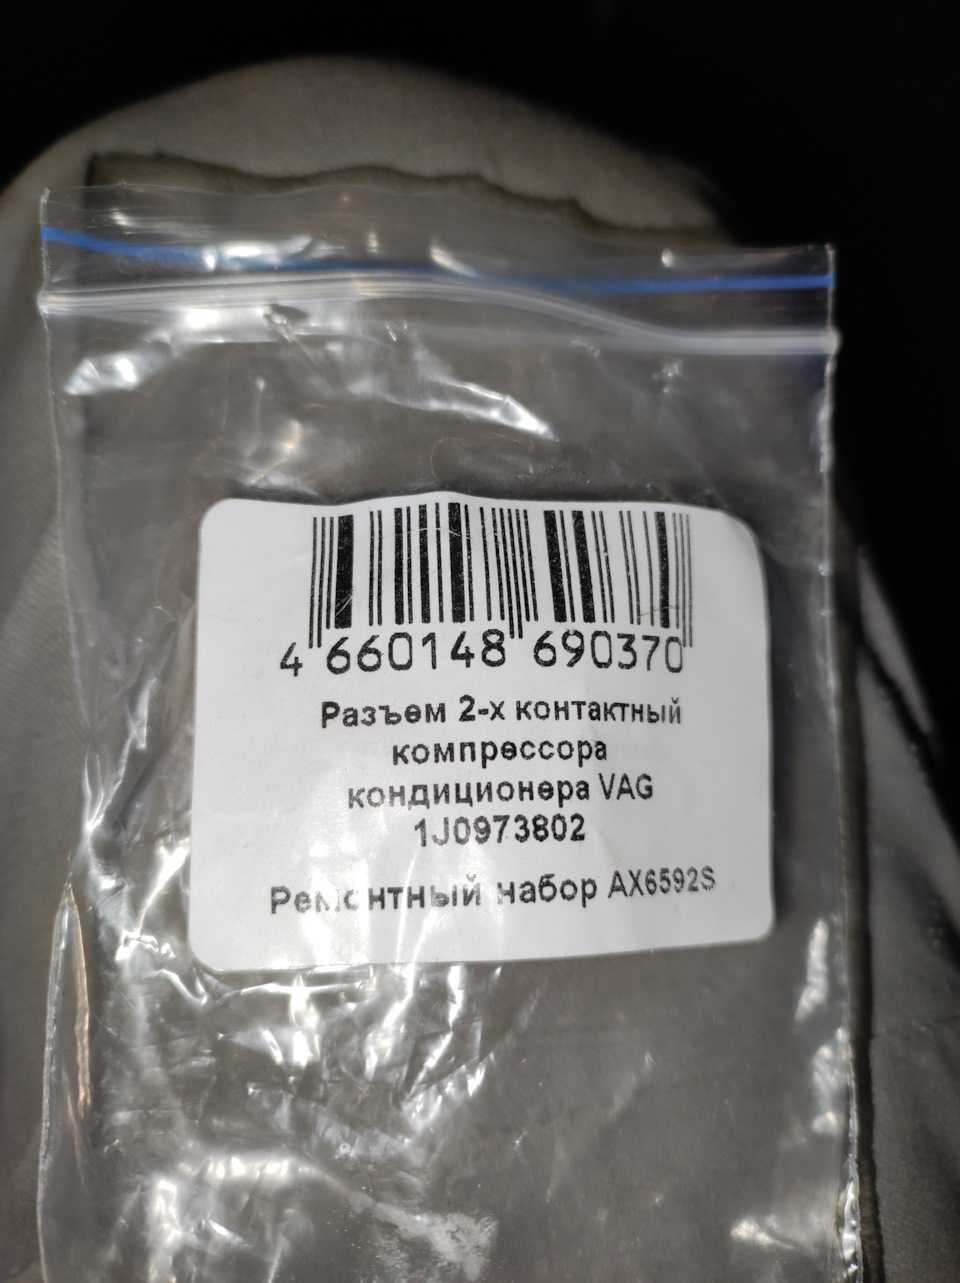 4 660148 690370
Разъем 2-х контактный
компрессора
кондиционера VAG
1J0973802
Ремонтный набор AX6592S